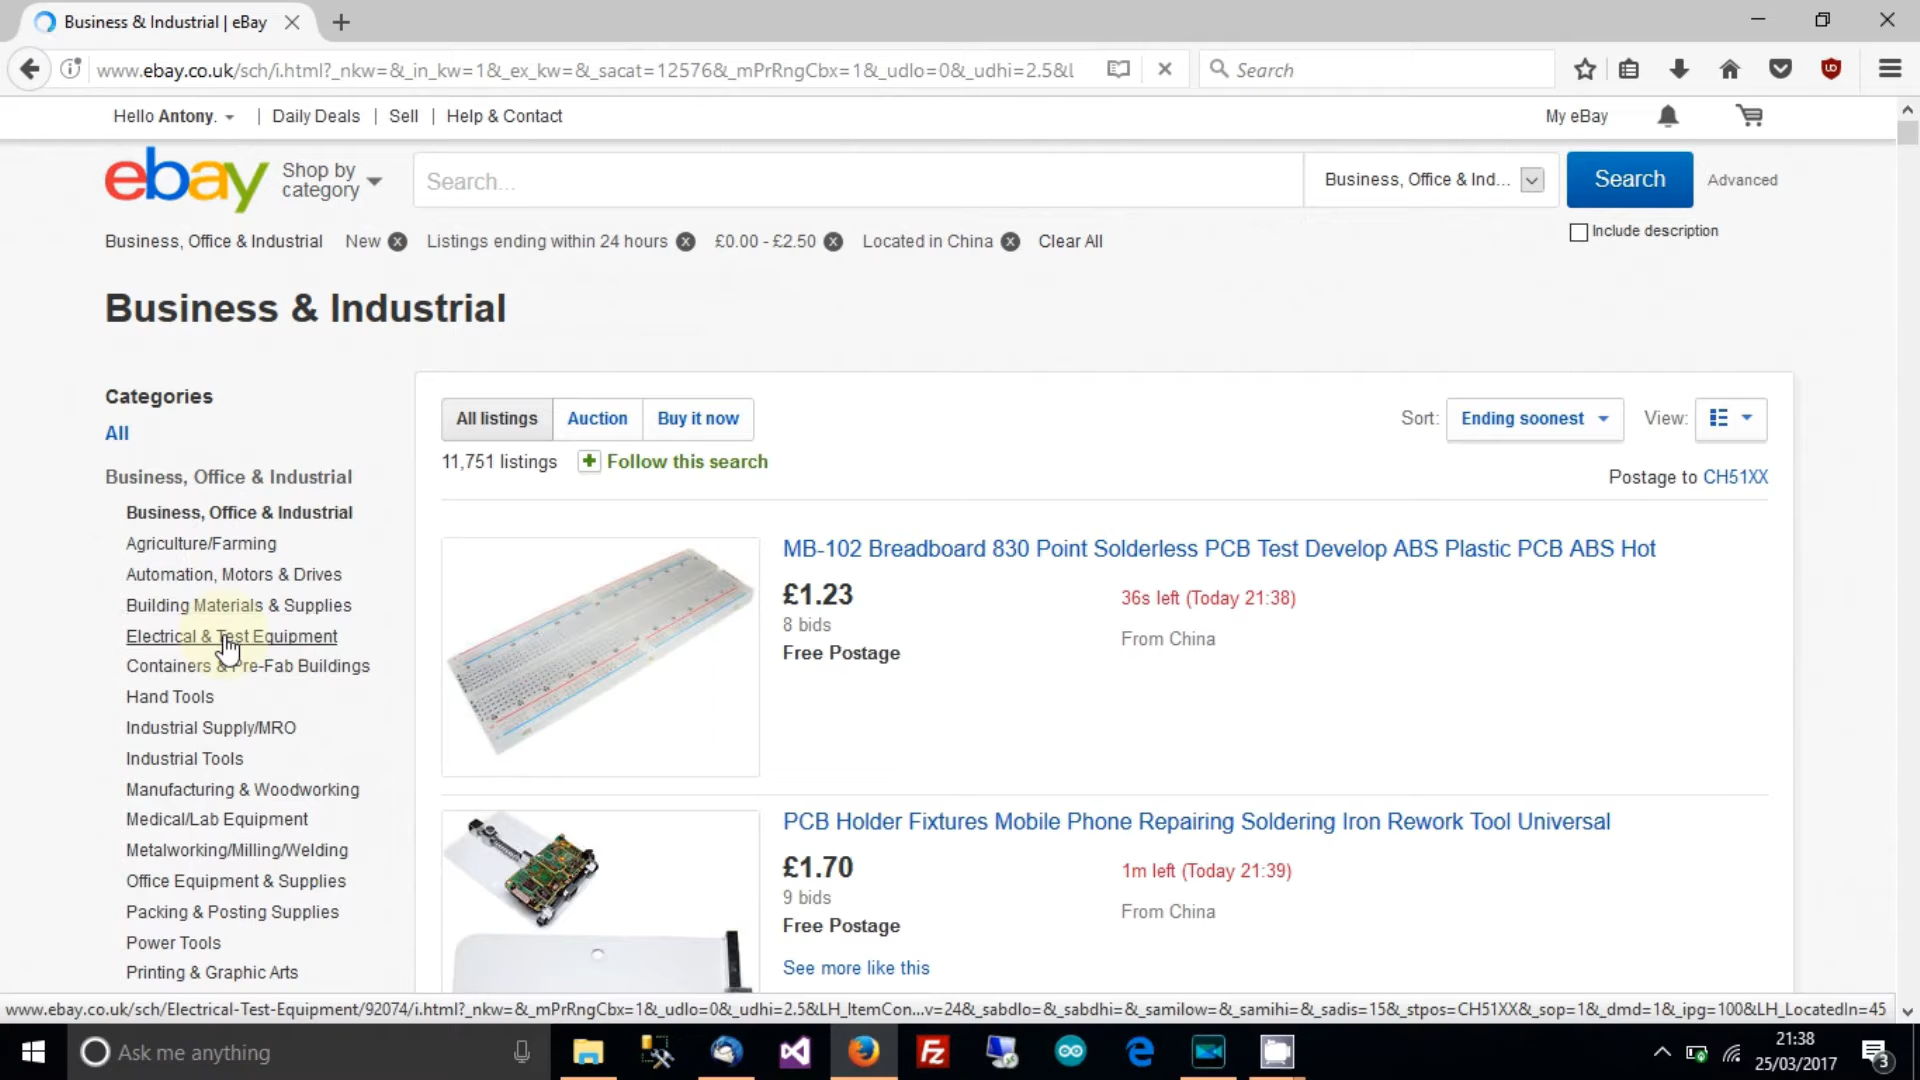 Business & Industrial | eBay
www.ebay.co.uk/sch/i.html?_nkw=&_in_kw=1&_ex_kw=&_sacat=12576&_mPrRngCbx=1&_udlo=0&_udhi=2.5&L
Search
Hello Antony. | Daily Deals | Sell | Help & Contact
My eBay
ebay
Shop by category
Search...
Business, Office & Ind...
Search
Advanced
Include description
Business, Office & Industrial New Listings ending within 24 hours £0.00 - £2.50 Located in China Clear All
Business & Industrial
Categories
All
Business, Office & Industrial
Business, Office & Industrial
Agriculture/Farming
Automation, Motors & Drives
Building Materials & Supplies
Electrical & Test Equipment
Containers & Pre-Fab Buildings
Hand Tools
Industrial Supply/MRO
Industrial Tools
Manufacturing & Woodworking
Medical/Lab Equipment
Metalworking/Milling/Welding
Office Equipment & Supplies
Packing & Posting Supplies
Power Tools
Printing & Graphic Arts
All listings Auction Buy it now
Sort: Ending soonest View:
11,751 listings + Follow this search
Postage to CH51XX
MB-102 Breadboard 830 Point Solderless PCB Test Develop ABS Plastic PCB ABS Hot
£1.23
36s left (Today 21:38)
8 bids
From China
Free Postage
PCB Holder Fixtures Mobile Phone Repairing Soldering Iron Rework Tool Universal
£1.70
1m left (Today 21:39)
9 bids
From China
Free Postage
See more like this
www.ebay.co.uk/sch/Electrical-Test-Equipment/92074/i.html?_nkw=&_mPrRngCbx=1&_udlo=0&_udhi=2.5&LH_ItemCon...v=24&_sabdlo=&_sabdhi=&_samilow=&_samihi=&_sadis=15&_stpos=CH51XX&_sop=1&_dmd=1&_ipg=100&LH_LocatedIn=45
Ask me anything
Fz
21:38
25/03/2017
3